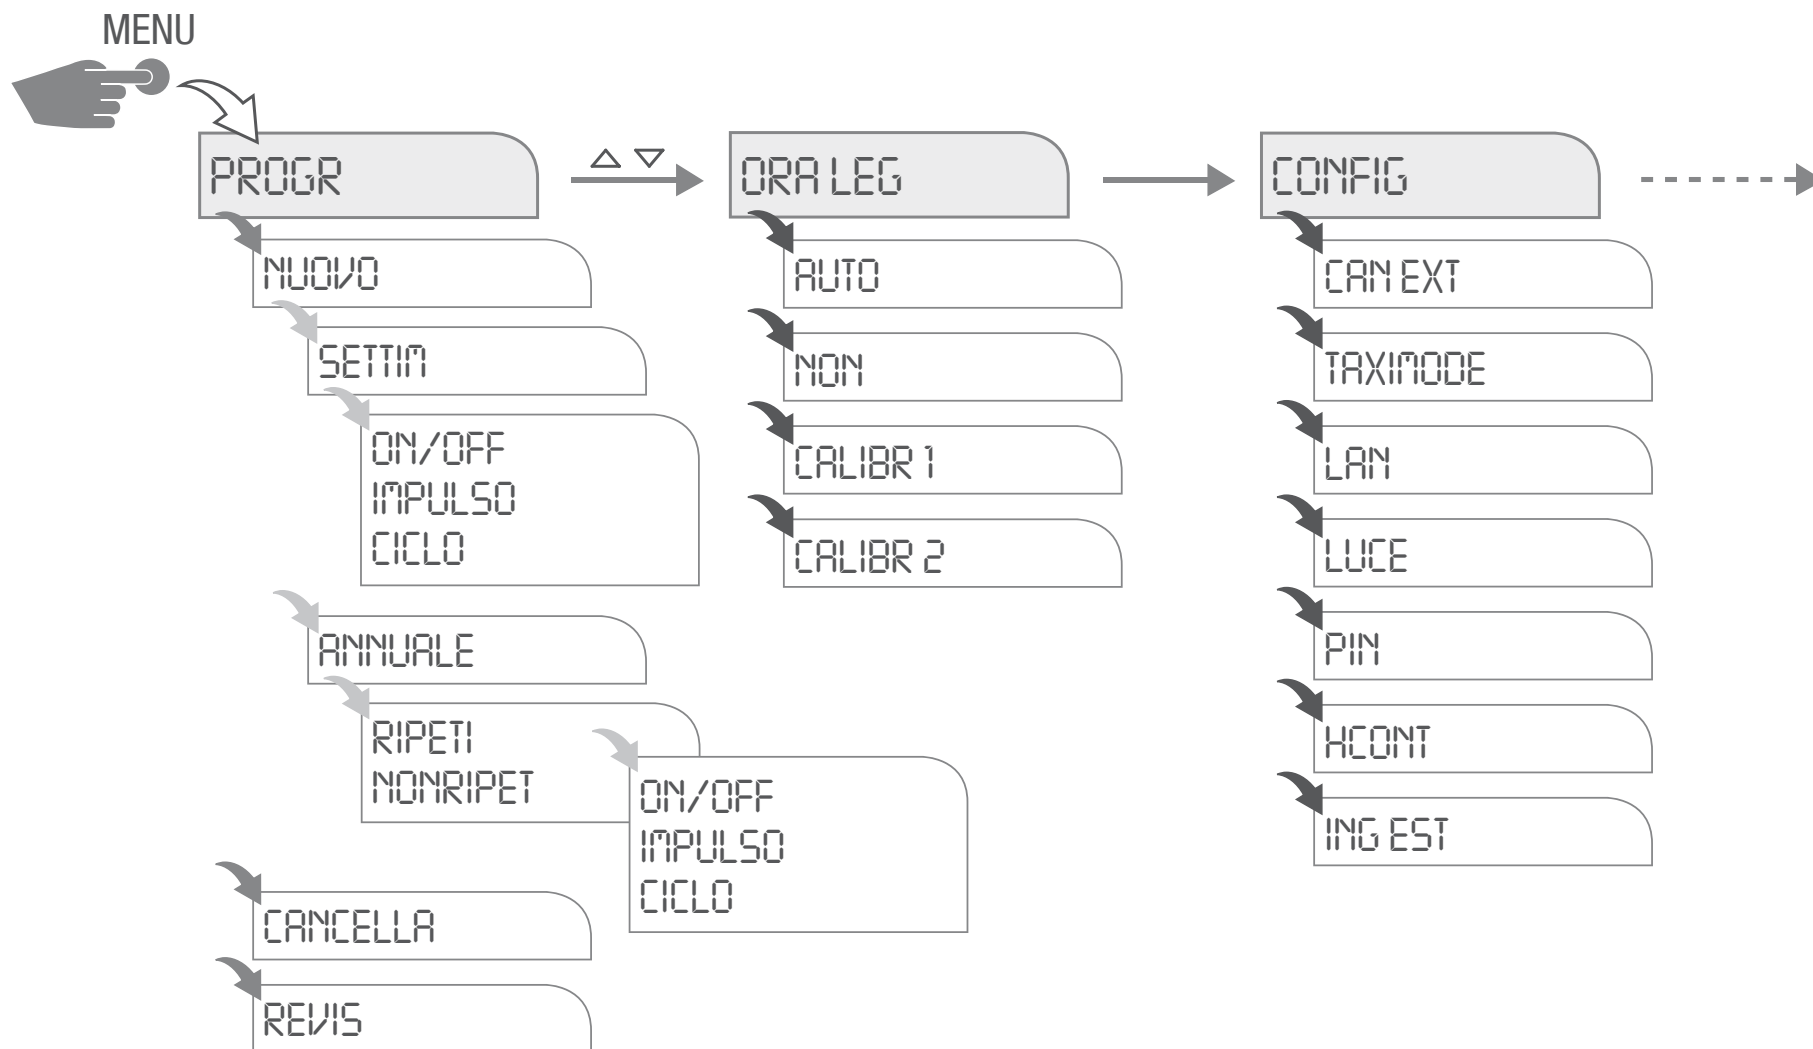 MENU
PROGR
NUOVO
SETTIM
ON/OFF
IMPULSO
CICLO
ANNUALE
RIPETI
NONRIPET
ON/OFF
IMPULSO
CICLO
CANCELLA
REVIS
ORA LEG
AUTO
NON
CALIBR 1
CALIBR 2
CONFIG
CAN EXT
TAXIMODE
LAN
LUCE
PIN
HCONT
ING EST